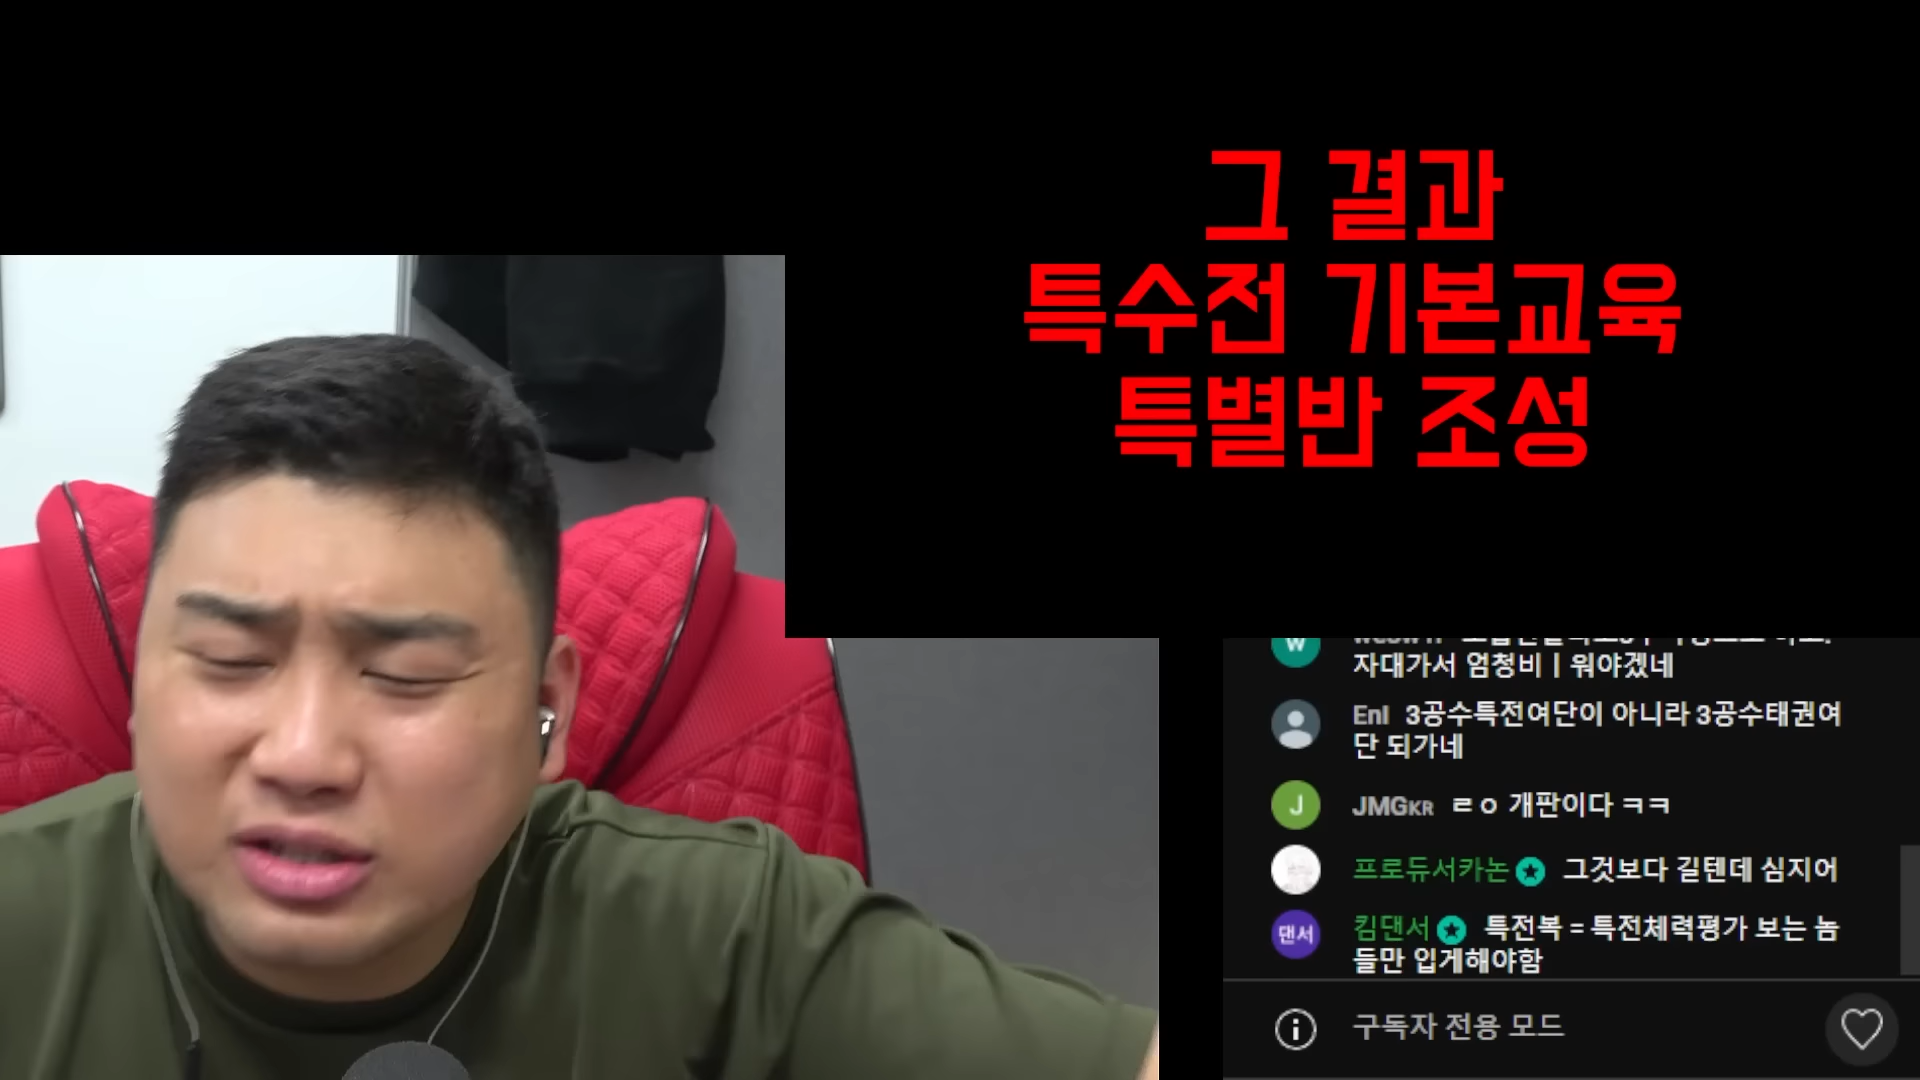 그 결과
특수전 기본교육
특별반 조성
W
자대가서 엄청비ㅣ워야겠네
Enl 3공수특전여단이 아니라 3공수태권여
단 되가네
J
JMGKR ㄹㅇ 개판이다 ㅋㅋ
프로듀서카논 그것보다 길텐데 심지어
댄서
킴댄서 특전복 = 특전체력평가 보는 놈
들만 입게해야함
구독자 전용 모드